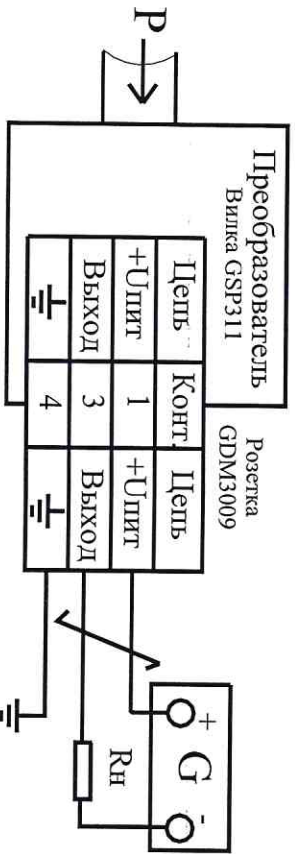 P
Преобразователь
Вилка GSP311
Розетка
GDM3009
Цепь Конт. Цепь
+Uпит 1 +Uпит
Выход 3 Выход
4
+ G -
Rн